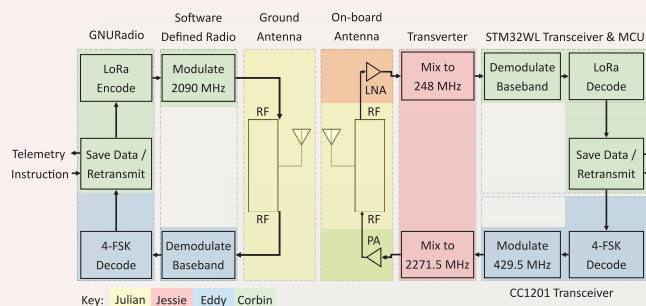 GNURadio
Software
Defined Radio
Ground
Antenna
On-board
Antenna
Transverter
STM32WL Transceiver & MCU
LoRa
Encode
Modulate
2090 MHz
RF
LNA
Mix to
248 MHz
Demodulate
Baseband
LoRa
Decode
RF
Telemetry
Instruction
Save Data /
Retransmit
Save Data /
Retransmit
RF
RF
4-FSK
Decode
Demodulate
Baseband
PA
Mix to
2271.5 MHz
Modulate
429.5 MHz
4-FSK
Decode
CC1201 Transceiver
Key: Julian Jessie Eddy Corbin